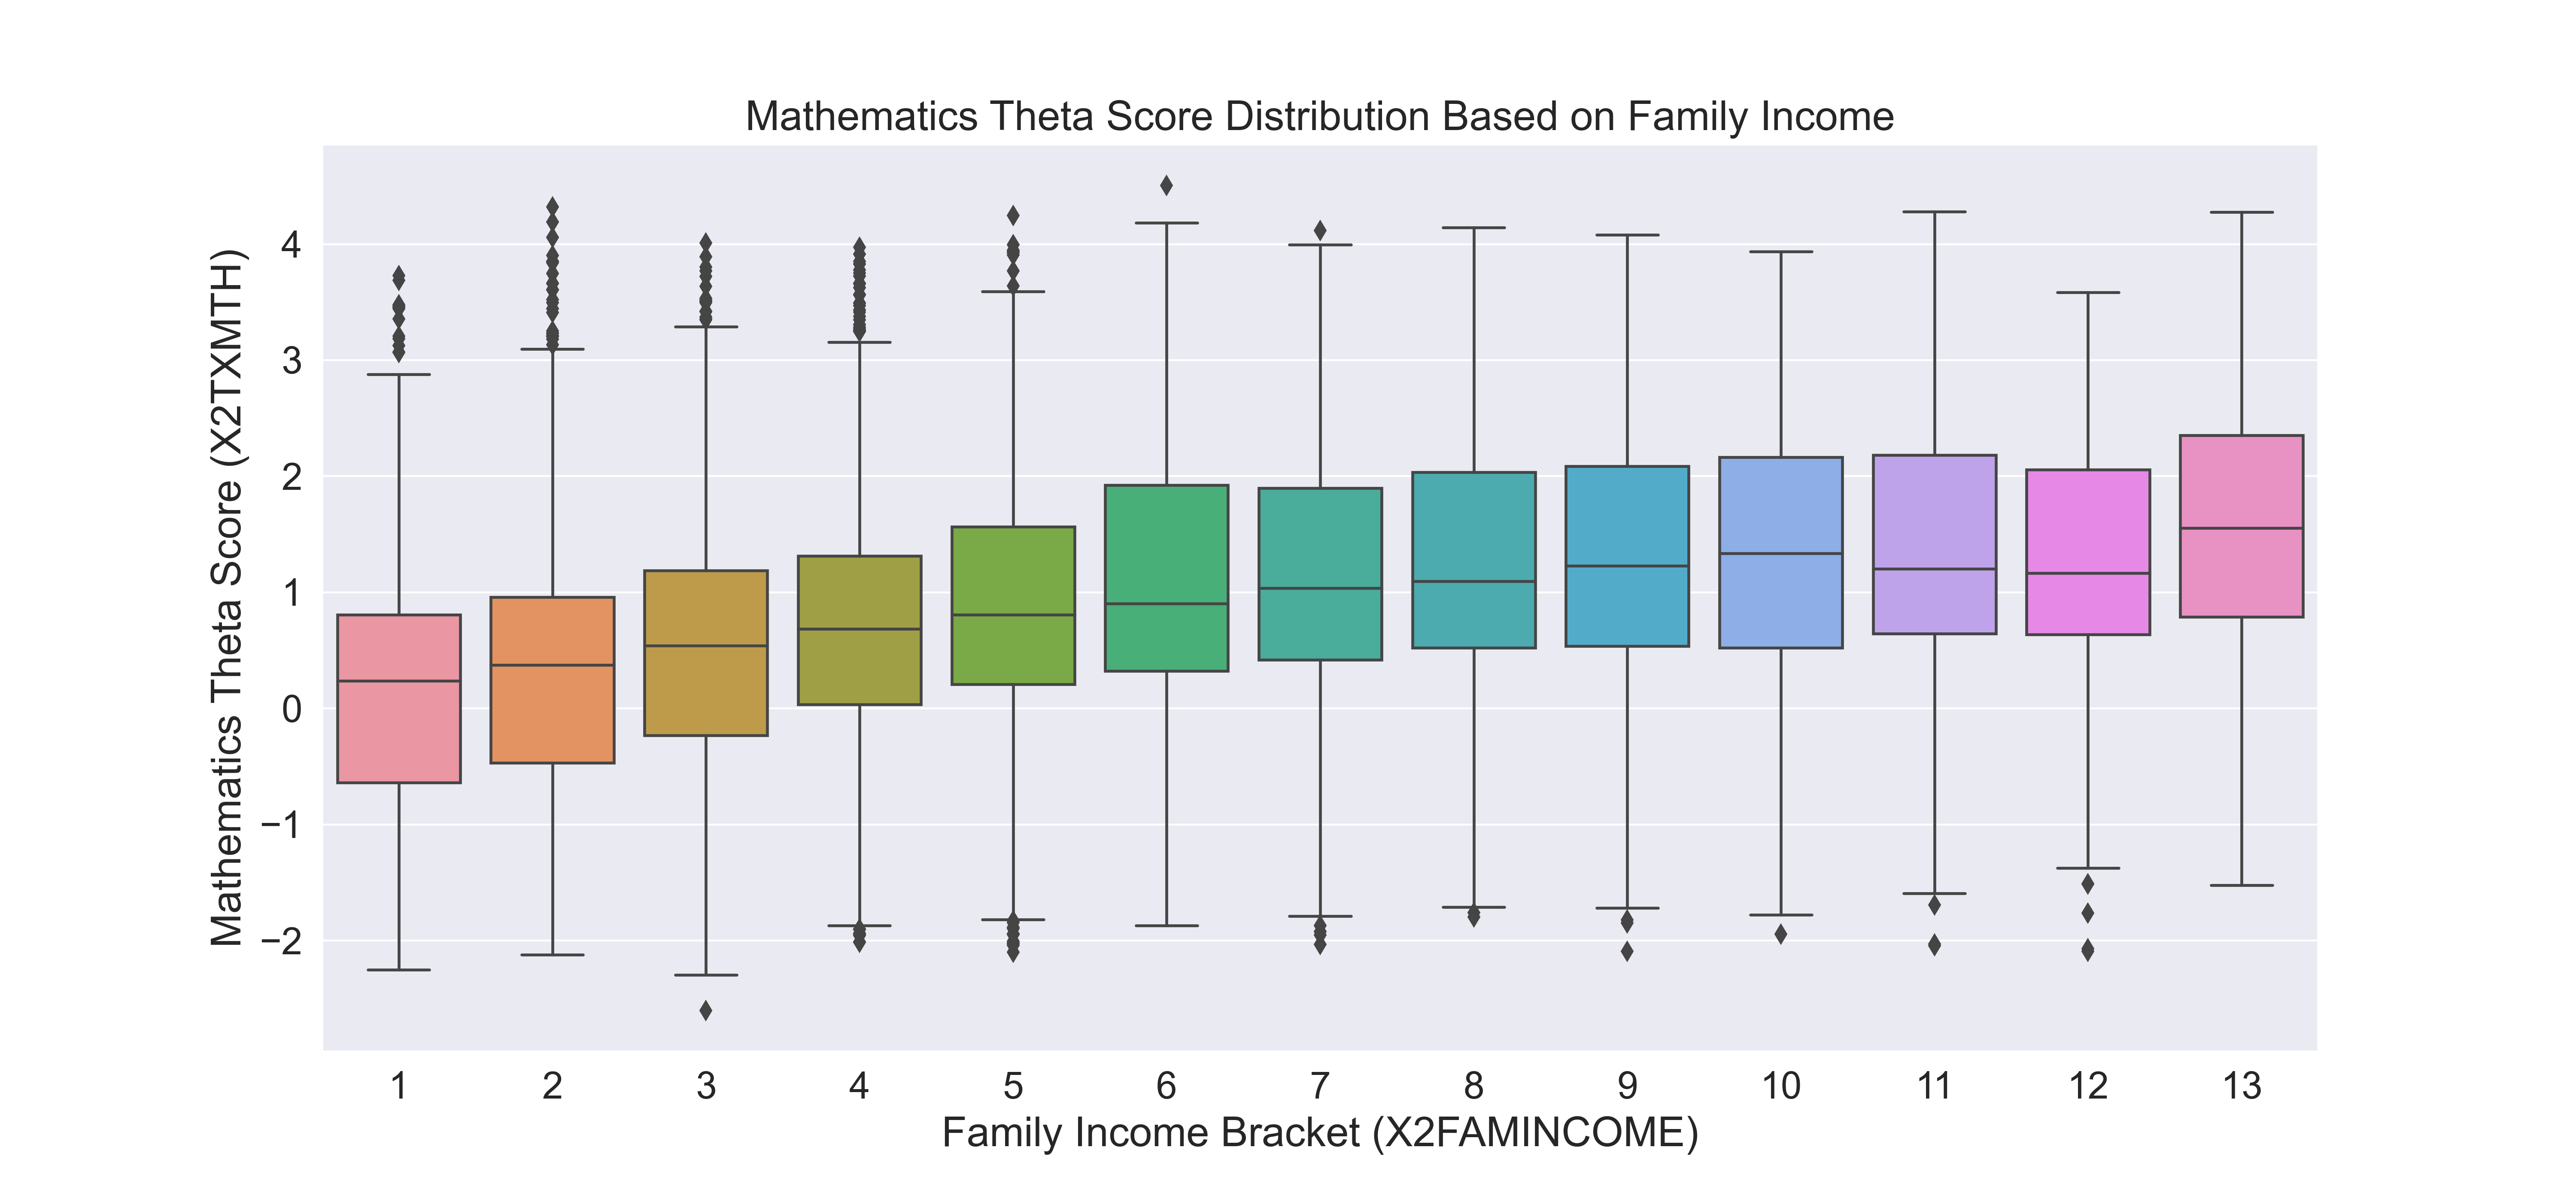 Mathematics Theta Score Distribution Based on Family Income
Mathematics Theta Score (X2TXMTH)
4
3
2
1
0
−1
−2
1 2 3 4 5 6 7 8 9 10 11 12 13
Family Income Bracket (X2FAMINCOME)